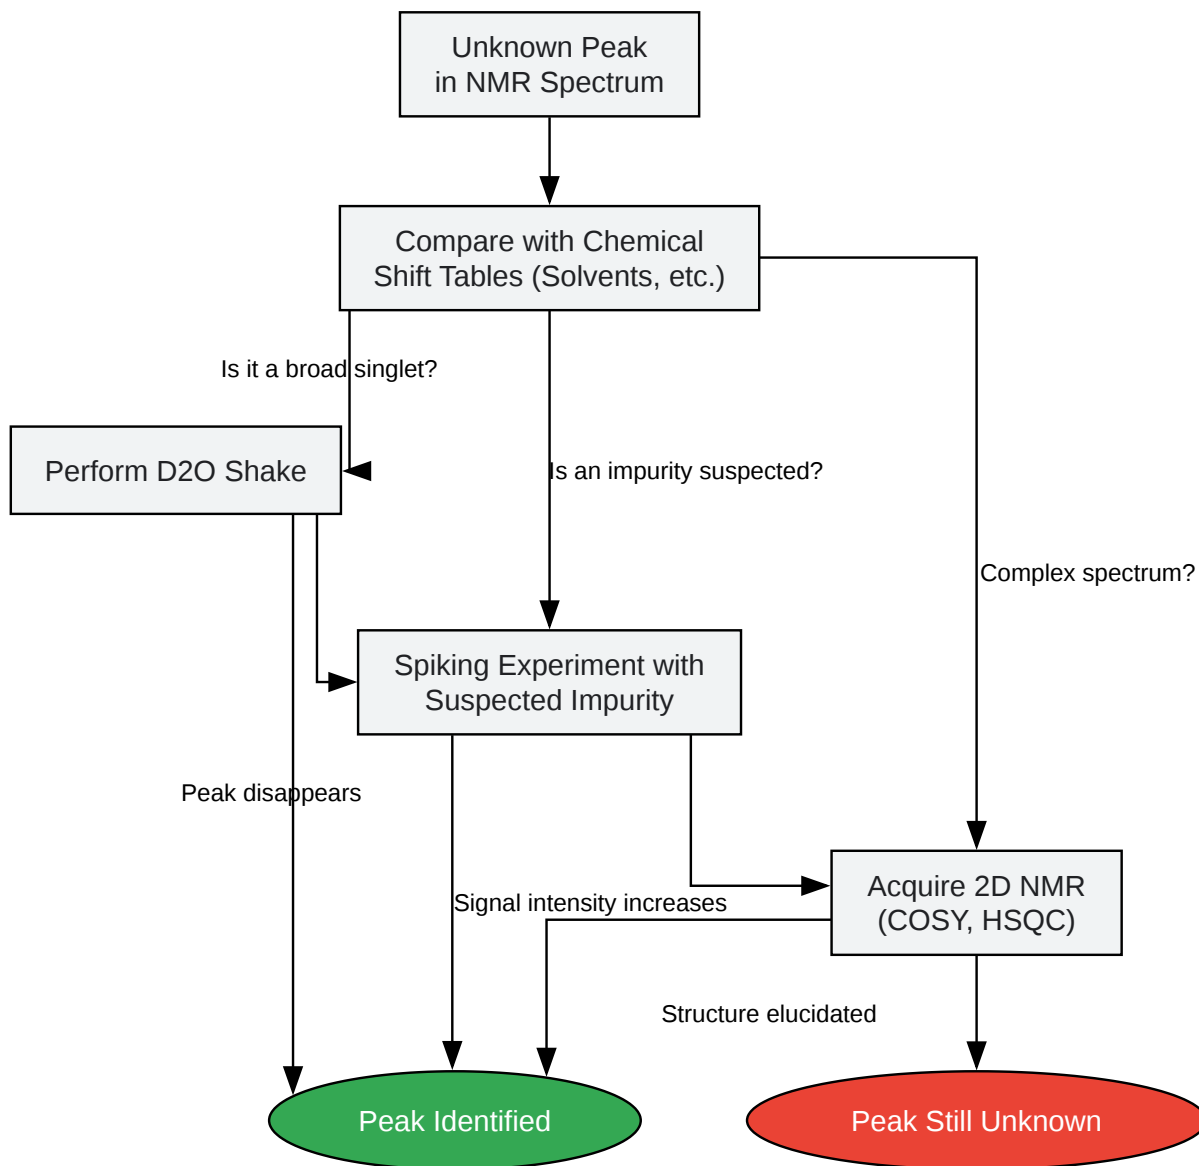 Unknown Peak
in NMR Spectrum
Compare with Chemical
Shift Tables (Solvents, etc.)
Is it a broad singlet?
Perform D2O Shake
Is an impurity suspected?
Complex spectrum?
Spiking Experiment with
Suspected Impurity
Peak disappears
Acquire 2D NMR
(COSY, HSQC)
Signal intensity increases
Structure elucidated
Peak Identified
Peak Still Unknown